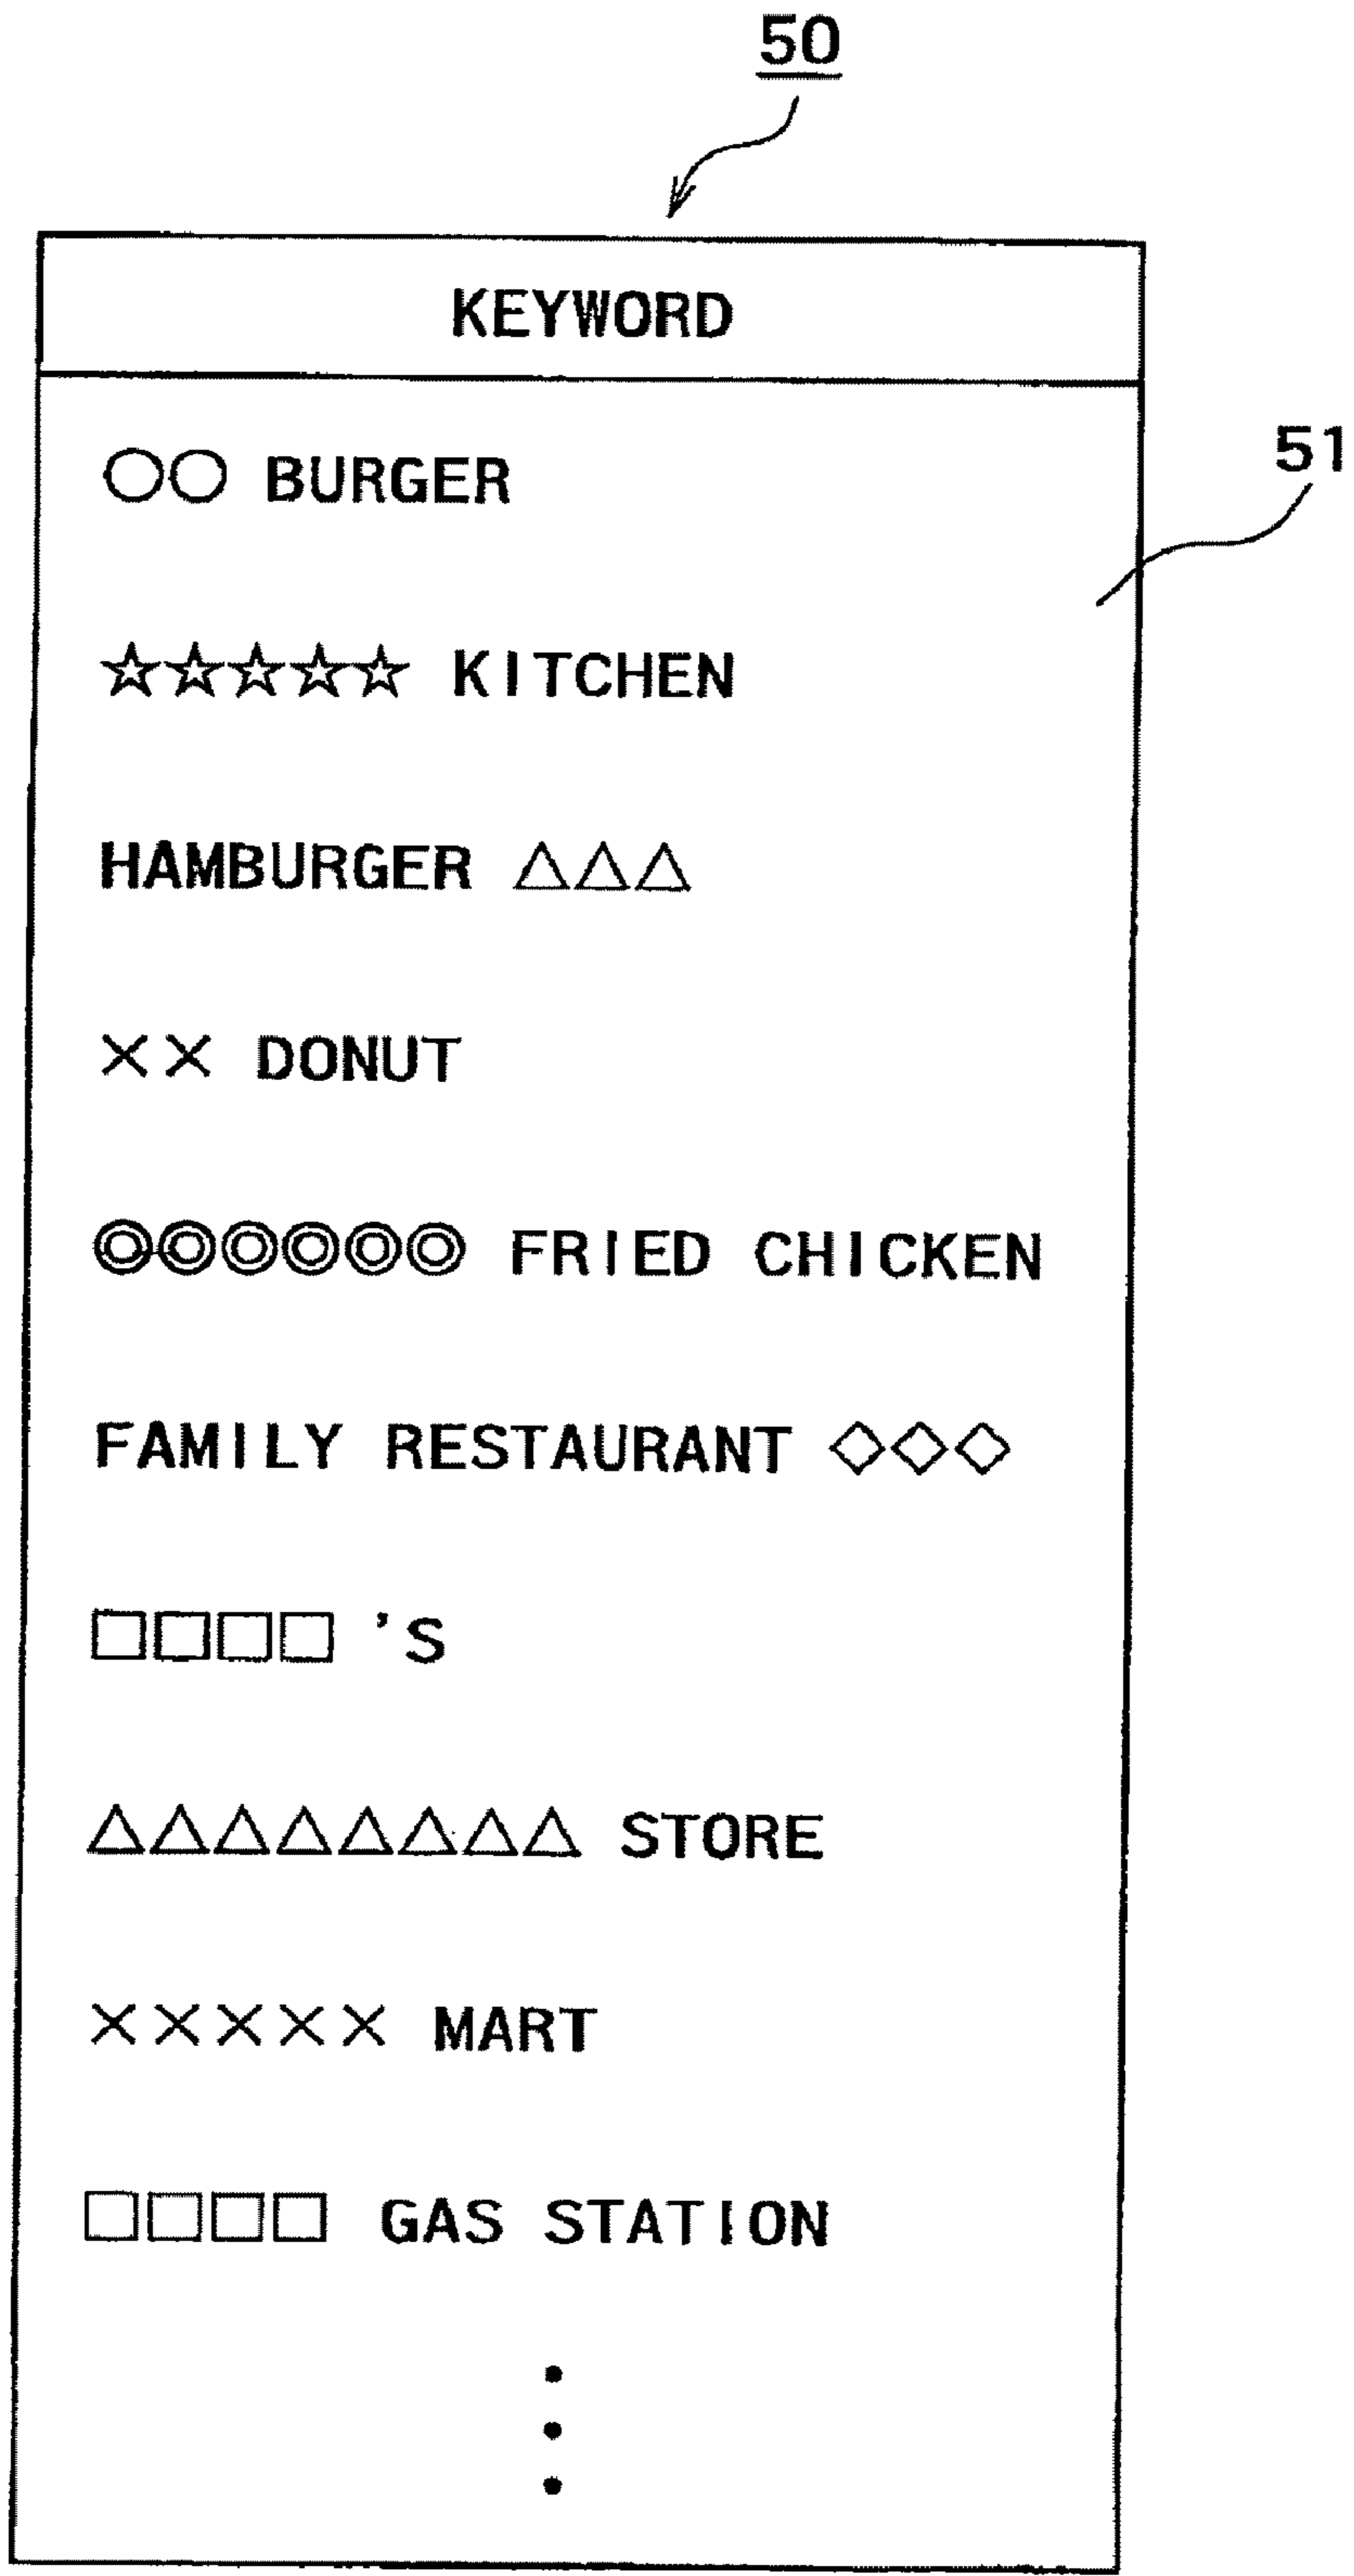 50
KEYWORD
51
○○ BURGER
☆☆☆☆☆ KITCHEN
HAMBURGER △△△
×× DONUT
◎◎◎◎◎◎ FRIED CHICKEN
FAMILY RESTAURANT ◇◇◇
□□□□ 'S
△△△△△△△△ STORE
××××× MART
□□□□ GAS STATION